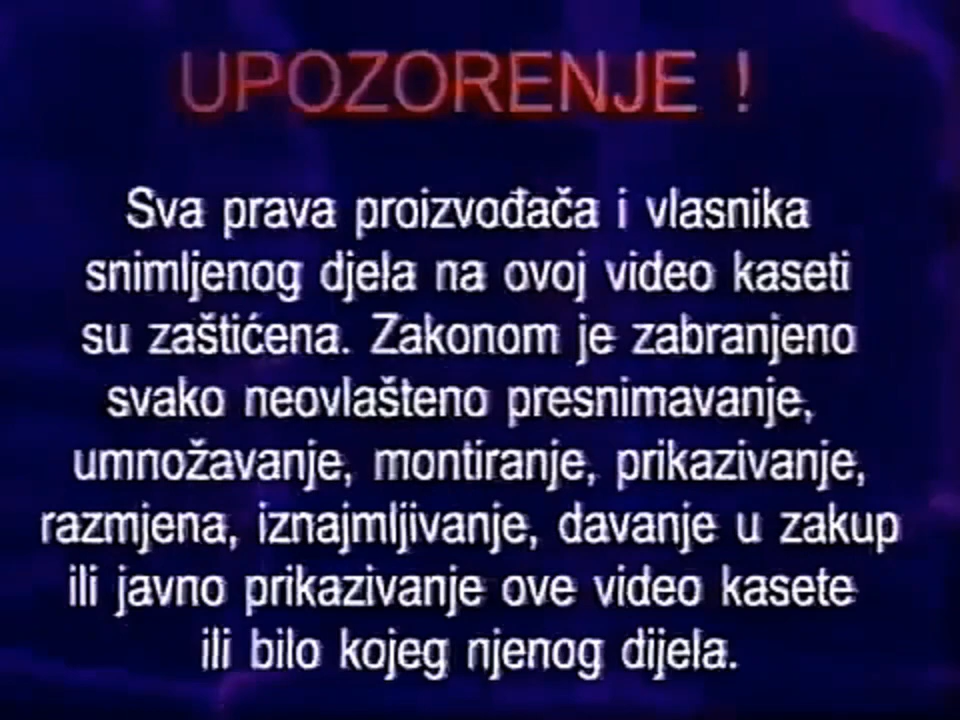 UPOZORENJE !
Sva prava proizvođača i vlasnika
snimljenog djela na ovoj video kaseti
su zaštićena. Zakonom je zabranjeno
svako neovlašteno presnimavanje,
umnožavanje, montiranje, prikazivanje,
razmjena, iznajmljivanje, davanje u zakup
ili javno prikazivanje ove video kasete
ili bilo kojeg njenog dijela.